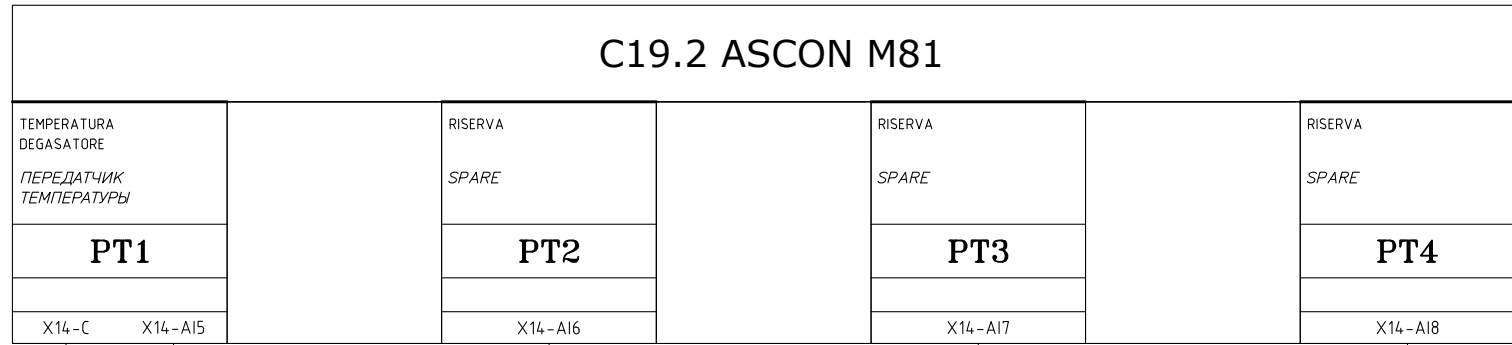 C19.2 ASCON M81
TEMPERATURA
DEGASATORE
ПЕРЕДАТЧИК
ТЕМПЕРАТУРЫ
PT1
X14-C X14-AI5
RISERVA
SPARE
PT2
X14-AI6
RISERVA
SPARE
PT3
X14-AI7
RISERVA
SPARE
PT4
X14-AI8